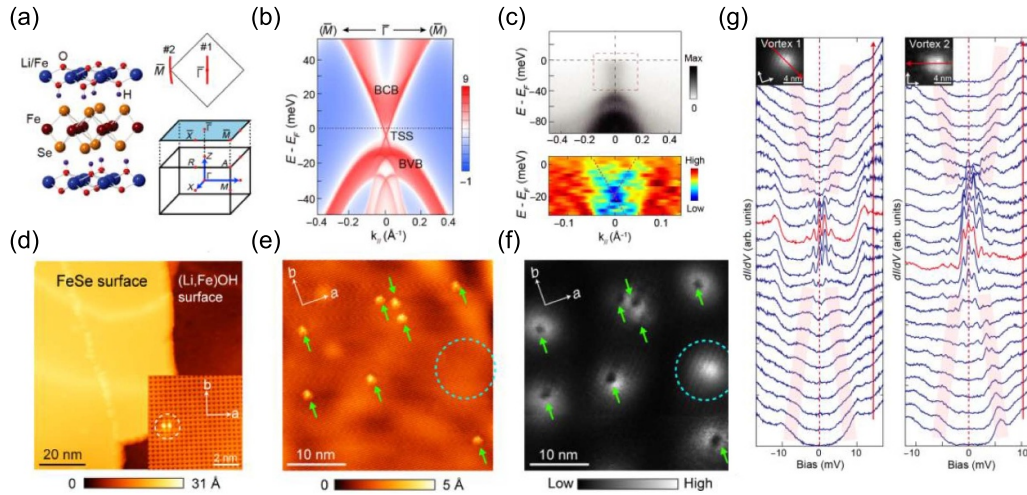 (a)
O
Li/Fe
H
Fe
Se
#2
#1
M̅
Γ̅
X̅
Γ̅
M̅
Z
R
A
Γ
X
M
(b)
(M̅)
Γ̅
(M̅)
E - E_F (meV)
40
20
0
−20
−40
BCB
TSS
BVB
−0.4
−0.2
0
0.2
0.4
k_// (Å⁻¹)
9
−1
(c)
E - E_F (meV)
0
-40
-80
-0.4
-0.2
0
0.2
0.4
Max
0
E - E_F (meV)
0
-20
-0.1
0
0.1
k_// (Å⁻¹)
High
Low
(d)
FeSe surface
(Li,Fe)OH
surface
b
a
2 nm
20 nm
0
31 Å
(e)
b
a
10 nm
0
5 Å
(f)
b
a
10 nm
Low
High
(g)
Vortex 1
4 nm
Vortex 2
4 nm
dI/dV (arb. units)
dI/dV (arb. units)
−10
0
10
Bias (mV)
−10
0
10
Bias (mV)